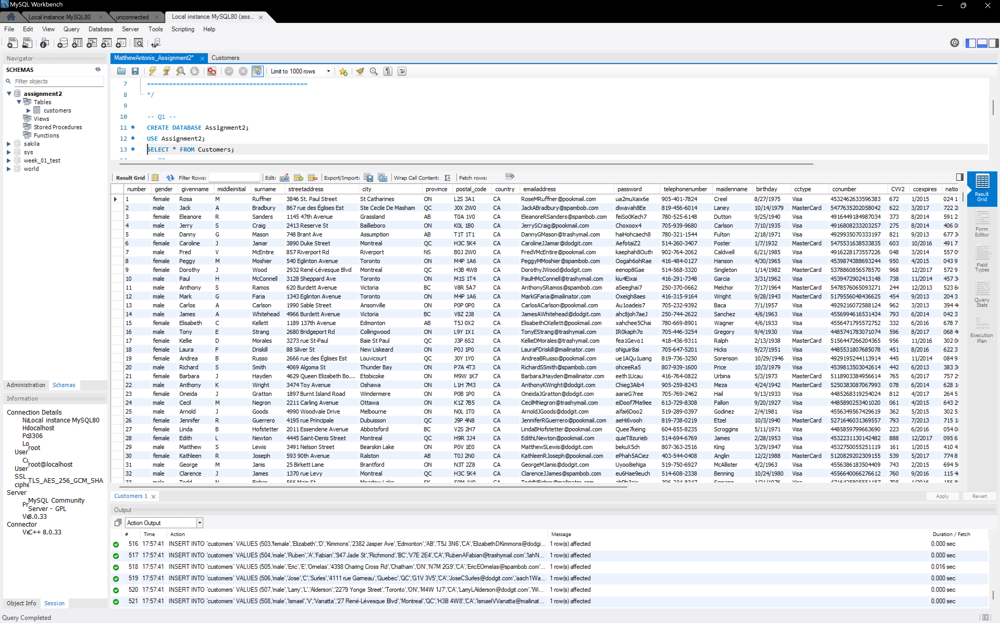 MySQL Workbench
Local instance MySQL80
unconnected
Local instance MySQL80 (ass...
File Edit View Query Database Server Tools Scripting Help
Navigator
SCHEMAS
Filter objects
assignment2
Tables
customers
Views
Stored Procedures
Functions
sakila
sys
week_01_test
world
Administration Schemas
Information
Connection Details
Local instance MySQL80
localhost
3306
root
User
root@localhost
User
SSL
TLS_AES_256_GCM_SHA
Server
MySQL Community
Server - GPL
8.0.33
Connector
C++ 8.0.33
Object Info Session
Query Completed
MatthewAntonis_Assignment2* Customers
Limit to 1000 rows
7 ============================================
8 */
9
10 -- Q1 --
11 CREATE DATABASE Assignment2;
12 USE Assignment2;
13 SELECT * FROM Customers;
Result Grid Filter Rows: Edit: Export/Import: Wrap Cell Content: Fetch rows:
number gender givenname middleinitial surname streetaddress city province postal_code country emailaddress password telephonenumber maidenname birthday cctype ccnumber CVV2 ccexpires natio
1 female Rosa M Ruffner 3846 St. Paul Street St Catharines ON L2S 3A1 CA RoseMRuffner@pookmail.com ua2muXaix6e 905-401-7824 Creel 8/27/1975 Visa 4532462633596383 672 1/2015 024 1
2 male Jack A Bradbury 867 rue des Églises Est Ste Cecile De Masham QC J0X 2W0 CA JackABradbury@spambob.com diwavah8Ee 819-456-6014 Laney 10/14/1979 MasterCard 5477635202058042 622 3/2017 722 2
3 female Eleanore R Sanders 1145 47th Avenue Grassland AB T0A 1V0 CA EleanoreRSanders@spambob.com feiSo0Kech7 780-525-6148 Dutton 9/25/1940 Visa 4916449184987034 373 8/2014 591 2
4 male Jerry S Craig 2413 Reserve St Baillieboro ON K0L 1B0 CA JerrySCraig@pookmail.com Choxoox4 705-939-9680 Carlson 7/10/1935 Visa 4916808233203257 275 8/2014 406 0
5 male Danny G Mason 748 Brant Ave Assumption AB T1T 1T1 CA DannyGMason@trashymail.com haiHohcaech8 780-321-1544 Fulton 2/18/1971 Visa 4929935070333197 821 9/2013 677 3
6 female Caroline J Jamar 3890 Duke Street Montreal QC H3C 5K4 CA CarolineJJamar@dodgit.com AefotaiZ2 514-260-3407 Foster 1/7/1932 MasterCard 5475531638533835 603 10/2016 491 7
7 male Fred V McEntire 857 Riverport Rd Riverport NS B0J 2W0 CA FredVMcEntire@pookmail.com kaephah8Outh 902-764-2062 Caldwell 6/21/1985 Visa 4916228173557226 048 3/2014 557 0
8 female Peggy M Moshier 540 Eglinton Avenue Toronto ON M4P 1A6 CA PeggyMMoshier@spambob.com Oogah6ohRae 416-484-0127 Hanson 4/30/1965 Visa 4539874388693244 950 4/2015 043 9
9 female Dorothy J Wood 2932 René-Lévesque Blvd Montreal QC H3B 4W8 CA DorothyJWood@dodgit.com eenop8Gae 514-568-3320 Singleton 1/14/1982 MasterCard 5378860856578570 968 12/2017 572 9
10 male Paul H McConnell 3128 Sheppard Ave Toronto ON M1S 1T4 CA PaulHMcConnell@trashymail.com kiu4Eixai 416-291-7348 Garcia 3/31/1962 Visa 4539472902413148 738 11/2014 457 3
11 male Anthony S Ramos 620 Burdett Avenue Victoria BC V8R 5A7 CA AnthonySRamos@spambob.com aSeeghai7 250-370-0662 Melchor 7/17/1964 MasterCard 5478576065093271 244 12/2013 523 6
12 male Mark G Faria 1343 Eglinton Avenue Toronto ON M4P 1A6 CA MarkGFaria@mailinator.com Oxeigh8aes 416-315-9164 Wright 9/28/1943 MasterCard 5179556048436625 454 9/2013 204 3
13 male Carlos A Carlson 1990 Sable Street Ansonville ON P0P 0P0 CA CarlosACarlson@pookmail.com Au1oadeis7 705-232-9392 Baca 7/1/1957 Visa 4929216072588124 962 3/2013 394 4
14 male James A Whitehead 4966 Burdett Avenue Victoria BC V8Z 2J8 CA JamesAWhitehead@dodgit.com ahc8joh7aeJ 250-744-2622 Sanchez 4/6/1963 Visa 4556994616531434 793 6/2014 042 3
15 female Elisabeth C Kellett 1189 137th Avenue Edmonton AB T5J 0X2 CA ElisabethCKellett@pookmail.com xahchee5Chai 780-669-8901 Wagner 4/6/1933 Visa 4556471795572752 332 6/2016 678 7
16 male Tony E Strang 2680 Bridgeport Rd Collingwood ON L9Y 1X1 CA TonyEStrang@trashymail.com IR0kaph7o 705-446-3254 Gregory 9/4/1930 Visa 4485741783071074 596 8/2017 068 4
17 female Kellie D Morales 3273 rue St-Paul Baie St Paul QC J3P 6S2 CA KellieDMorales@trashymail.com fea1Gevo1 418-436-9311 Ralph 2/13/1938 MasterCard 5156447266204365 956 11/2016 302 0
18 female Laura F Driskill 88 Silver St New Liskeard ON P0J 1P0 CA LauraFDriskill@mailinator.com oNguir8ai 705-647-5201 Hicks 9/27/1951 Visa 4485531807685078 451 8/2016 622 3
19 female Andrea B Russo 2666 rue des Églises Est Louvicourt QC J0Y 1Y0 CA AndreaBRusso@pookmail.com ue1AQu1uang 819-736-3250 Sorenson 10/29/1946 Visa 4929195244113914 445 11/2014 084 9
20 male Richard S Smith 4069 Algoma St Thunder Bay ON P7A 4T3 CA RichardSSmith@spambob.com ohceeRa5 807-939-1600 Price 10/3/1979 Visa 4539813503042614 442 6/2013 383 3
21 female Barbara J Hayden 4629 Queen Elizabeth Bo... Etobicoke ON M9W 1K7 CA BarbaraJHayden@mailinator.com eeth1Ucau 416-764-0822 Urbina 5/3/1973 MasterCard 5118903384956614 765 6/2017 757 2
22 male Anthony K Wright 3474 Toy Avenue Oshawa ON L1H 7M3 CA AnthonyKWright@dodgit.com Chieg3Aib4 905-259-8243 Meza 4/24/1942 MasterCard 5250383087067993 078 6/2014 628 1
23 female Oneida J Gratton 1897 Burnt Island Road Windermere ON P0B 1P0 CA OneidaJGratton@dodgit.com aarieG7ree 705-769-2462 Hail 9/13/1933 Visa 4485268319254024 812 4/2017 264 5
24 male Cecil M Negron 2211 Carling Avenue Ottawa ON K1Z 7B5 CA CecilMNegron@trashymail.com eiDoof7Ma9ee 613-729-8308 Fallon 9/20/1927 Visa 4485890253401020 061 4/2015 643 2
25 male Arnold J Goods 4990 Woodvale Drive Melbourne ON N0L 1T0 CA ArnoldJGoods@dodgit.com aifai6Doo2 519-289-0397 Godinez 2/4/1981 Visa 4556349567429619 362 5/2015 302 5
26 female Jennifer R Guerrero 4195 rue Principale Dubuisson QC J9P 4N8 CA JenniferRGuerrero@pookmail.com aeHi6vooh 819-738-0219 Etzel 10/3/1940 MasterCard 5271646031369557 793 7/2013 715 1
27 female Linda B Hofstetter 2011 Essendene Avenue Abbotsford BC V2S 2H7 CA LindaBHofstetter@pookmail.com Quee7keing 604-855-8235 Scroggins 5/11/1971 Visa 4485859799663690 223 6/2016 054 0
28 female Edith L Newton 4445 Saint-Denis Street Montreal QC H9R 3J4 CA EdithLNewton@pookmail.com quieT8zurieb 514-694-6769 James 2/28/1953 Visa 4532231130142482 888 12/2017 095 6
29 male Matthew S Lewis 3491 Nelson Street Bearskin Lake ON P0V 1E0 CA MatthewSLewis@dodgit.com bekuX5ch 807-363-2516 King 3/29/1947 Visa 4532750055251119 161 1/2015 410 4
30 female Kathleen R Joseph 593 90th Avenue Ralston AB T0J 2N0 CA KathleenRJoseph@pookmail.com ePhah5ACiez 403-544-0408 Anglin 12/2/1988 MasterCard 5120829202309155 539 5/2017 774 8
31 male George M Janis 25 Birkett Lane Brantford ON N3T 2Z8 CA GeorgeMJanis@dodgit.com Uyoo8ieNga 519-750-6927 McAllister 4/2/1963 Visa 4556386183504409 743 2/2015 694 5
32 male Clarence J James 1370 rue Levy Montreal QC H3C 5K4 CA ClarenceJJames@spambob.com eu6Hae9euch 514-608-2338 Benning 10/24/1980 Visa 4556640066276612 760 9/2016 115 4
Result Grid
Form Editor
Field Types
Query Stats
Execution Plan
Customers 1 Apply Revert
Output
Action Output
# Time Action Message Duration / Fetch
516 17:57:41 INSERT INTO `customers` VALUES (503,'female','Elizabeth','D','Kimmons','2382 Jasper Ave','Edmonton','AB','T5J 3N6','CA','ElizabethDKimmons@dodgi... 1 row(s) affected 0.000 sec
517 17:57:41 INSERT INTO `customers` VALUES (504,'male','Ruben','A','Fabian','947 Jade St','Richmond','BC','V7E 2E4','CA','RubenAFabian@trashymail.com','IahN... 1 row(s) affected 0.000 sec
518 17:57:41 INSERT INTO `customers` VALUES (505,'male','Eric','E','Ornelas','4398 Charing Cross Rd','Chatham','ON','N7M 2G9','CA','EricEOrnelas@spambob.com'... 1 row(s) affected 0.016 sec
519 17:57:41 INSERT INTO `customers` VALUES (506,'male','Jose','C','Surles','4111 rue Garneau','Quebec','QC','G1V 3V5','CA','JoseCSurles@dodgit.com','aach1Wa... 1 row(s) affected 0.000 sec
520 17:57:41 INSERT INTO `customers` VALUES (507,'male','Larry','L','Alderson','2279 Yonge Street','Toronto','ON','M4W 1J7','CA','LarryLAlderson@dodgit.com','Wi... 1 row(s) affected 0.000 sec
521 17:57:41 INSERT INTO `customers` VALUES (508,'male','Ismael','V','Vanatta','27 René-Lévesque Blvd','Montreal','QC','H3B 4W8','CA','IsmaelVVanatta@mailinat... 1 row(s) affected 0.000 sec